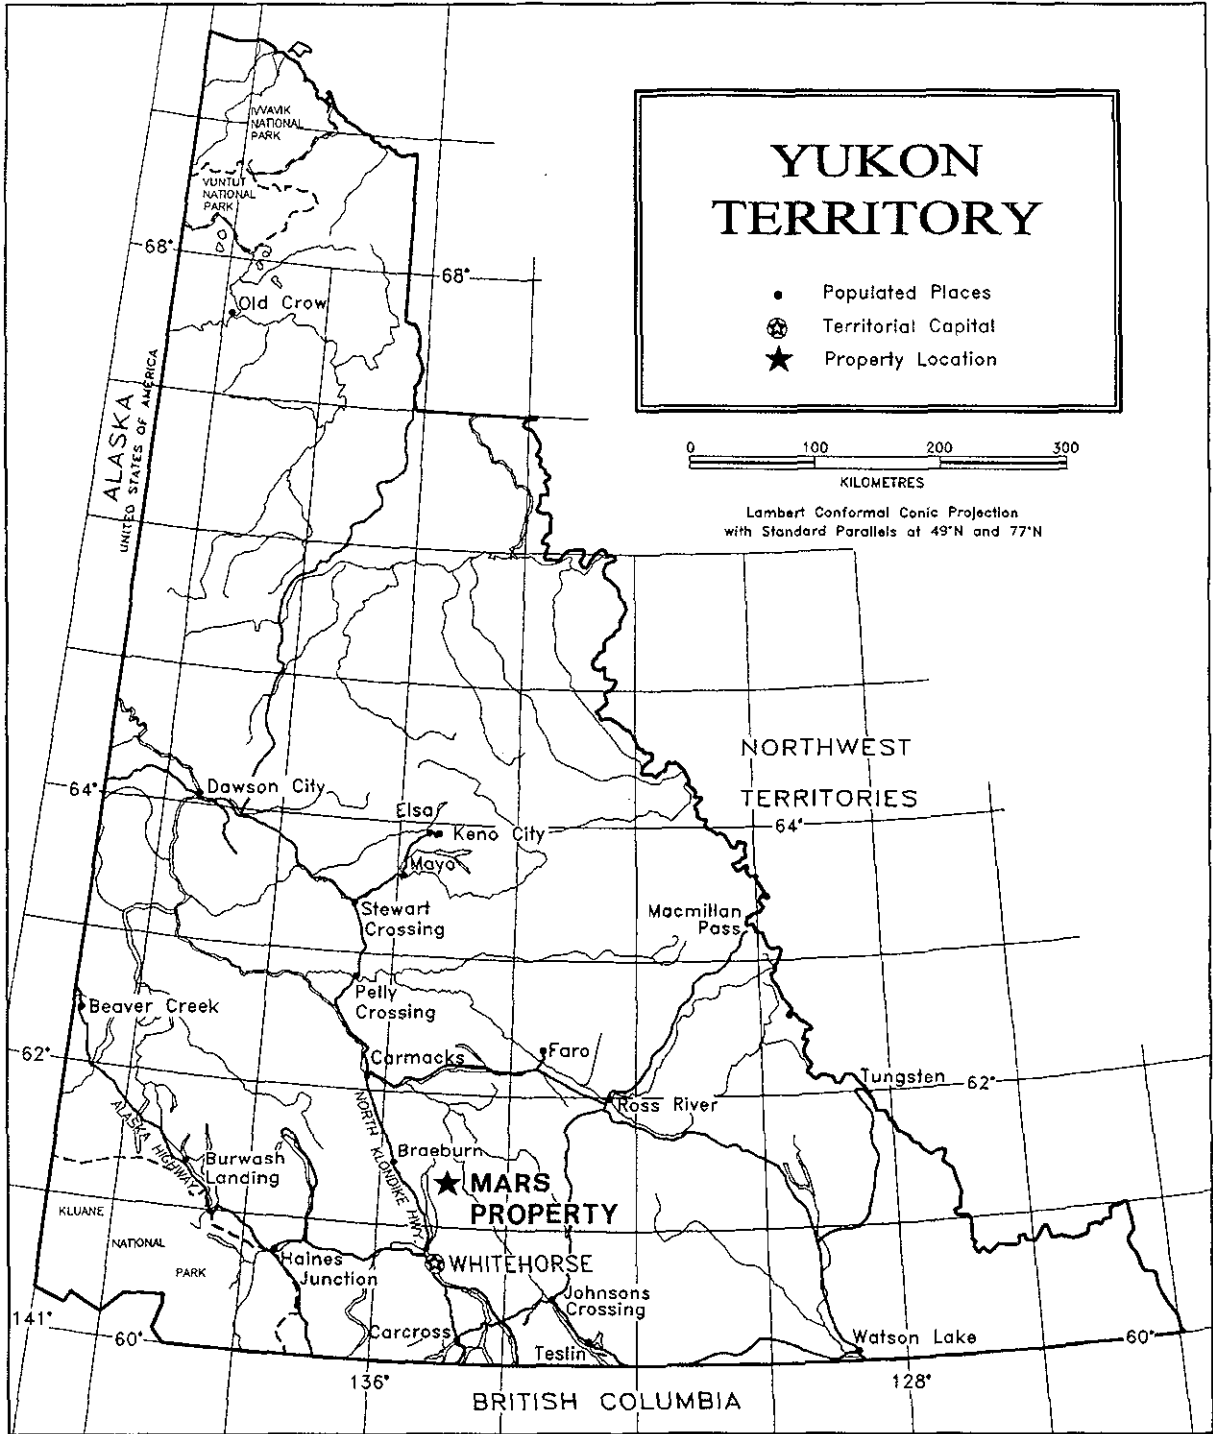 IVVAVIK
NATIONAL
PARK
VUNTUT
NATIONAL
PARK
YUKON
TERRITORY
Populated Places
Territorial Capital
Property Location
68°
68°
Old Crow
ALASKA
UNITED STATES OF AMERICA
0 100 200 300
KILOMETRES
Lambert Conformal Conic Projection
with Standard Parallels at 49°N and 77°N
NORTHWEST
TERRITORIES
64°
Dawson City
Elsa
Keno City
64°
Mayo
Stewart
Crossing
Macmillan
Pass
Pelly
Crossing
Beaver Creek
62°
Carmacks
Faro
Tungsten
62°
Ross River
ALASKA HIGHWAY
NORTH KLONDIKE HWY.
Braeburn
Burwash
Landing
MARS
PROPERTY
KLUANE
NATIONAL
PARK
Haines
Junction
WHITEHORSE
Johnsons
Crossing
141°
60°
Carcross
Teslin
Watson Lake
60°
136°
128°
BRITISH COLUMBIA